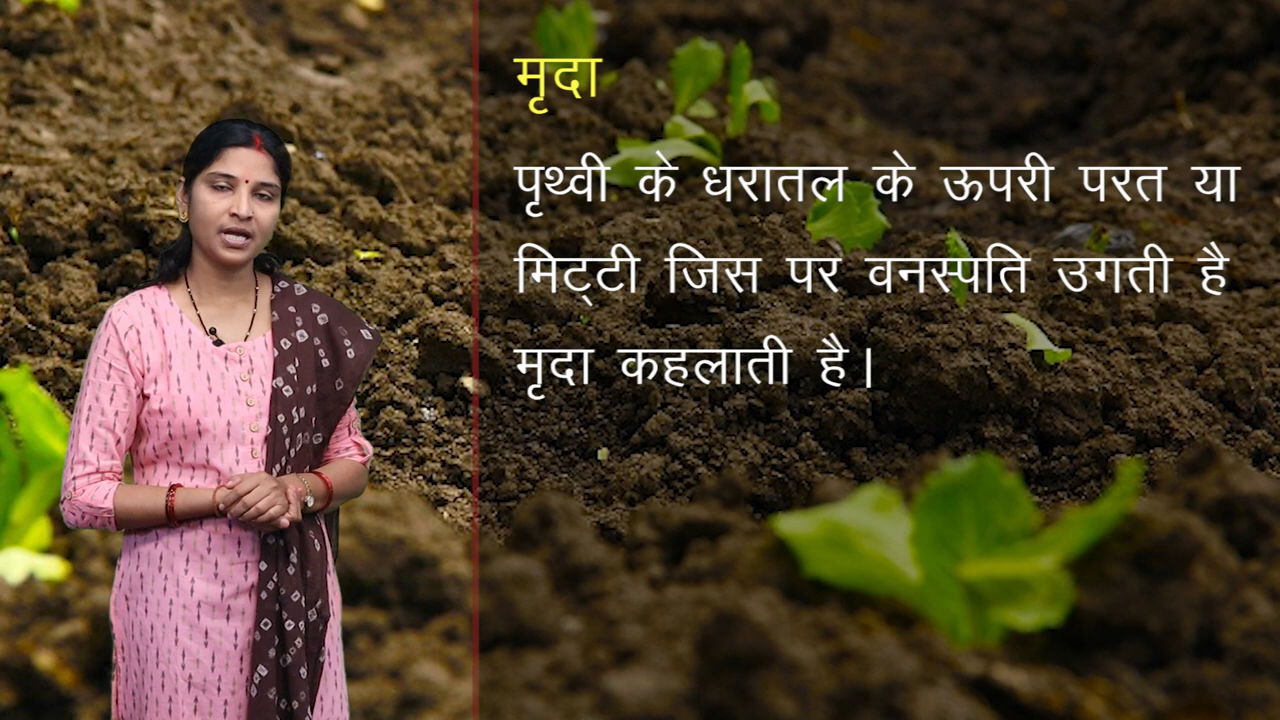 मृदा
पृथ्वी के धरातल के ऊपरी परत या
मिट्‌टी जिस पर वनस्पति उगती है
मृदा कहलाती है।